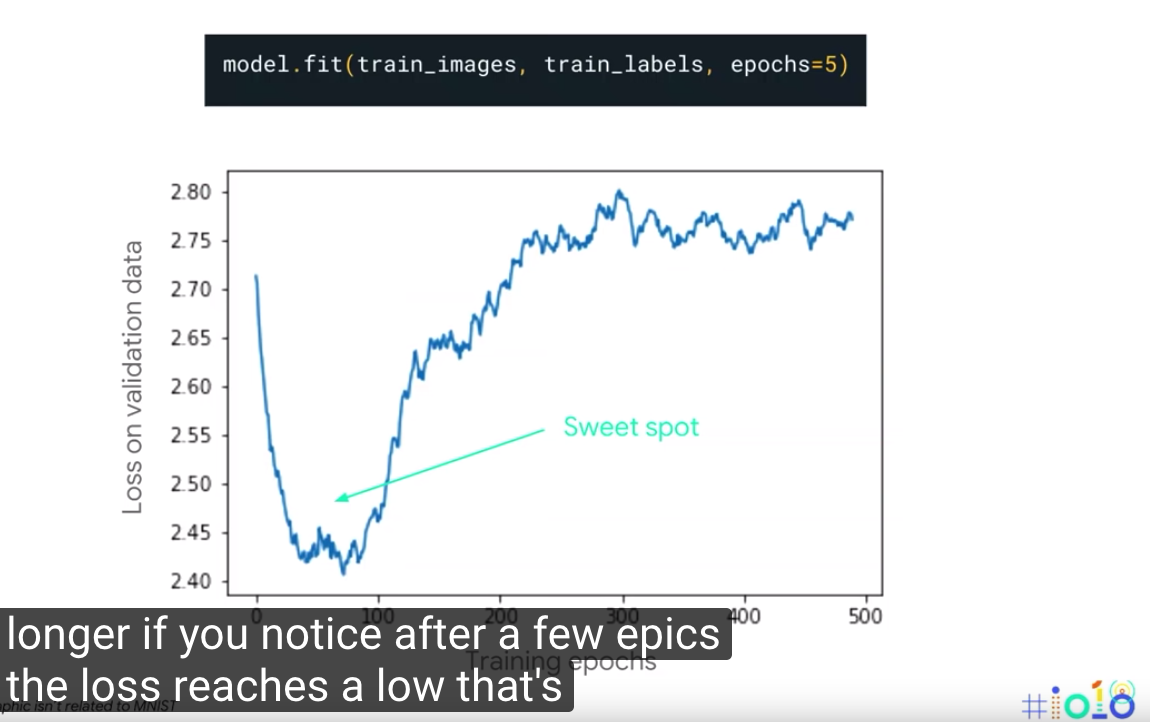 model.fit(train_images, train_labels, epochs=5)
Loss on validation data
2.80
2.75
2.70
2.65
2.60
2.55
2.50
2.45
2.40
Sweet spot
0 100 200 300 400 500
Training epochs
longer if you notice after a few epics
the loss reaches a low that's
isn't related to MNIST
#io18